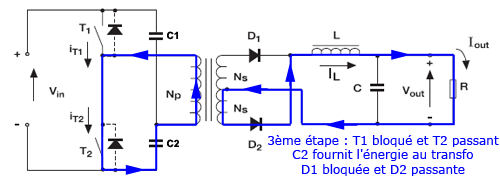 T1
C1
iT1
D1
L
Iout
IL
Vin
Np
Ns
C
Vout
R
iT2
Ns
T2
C2
D2
3ème étape : T1 bloqué et T2 passant
C2 fournit l'énergie au transfo
D1 bloquée et D2 passante